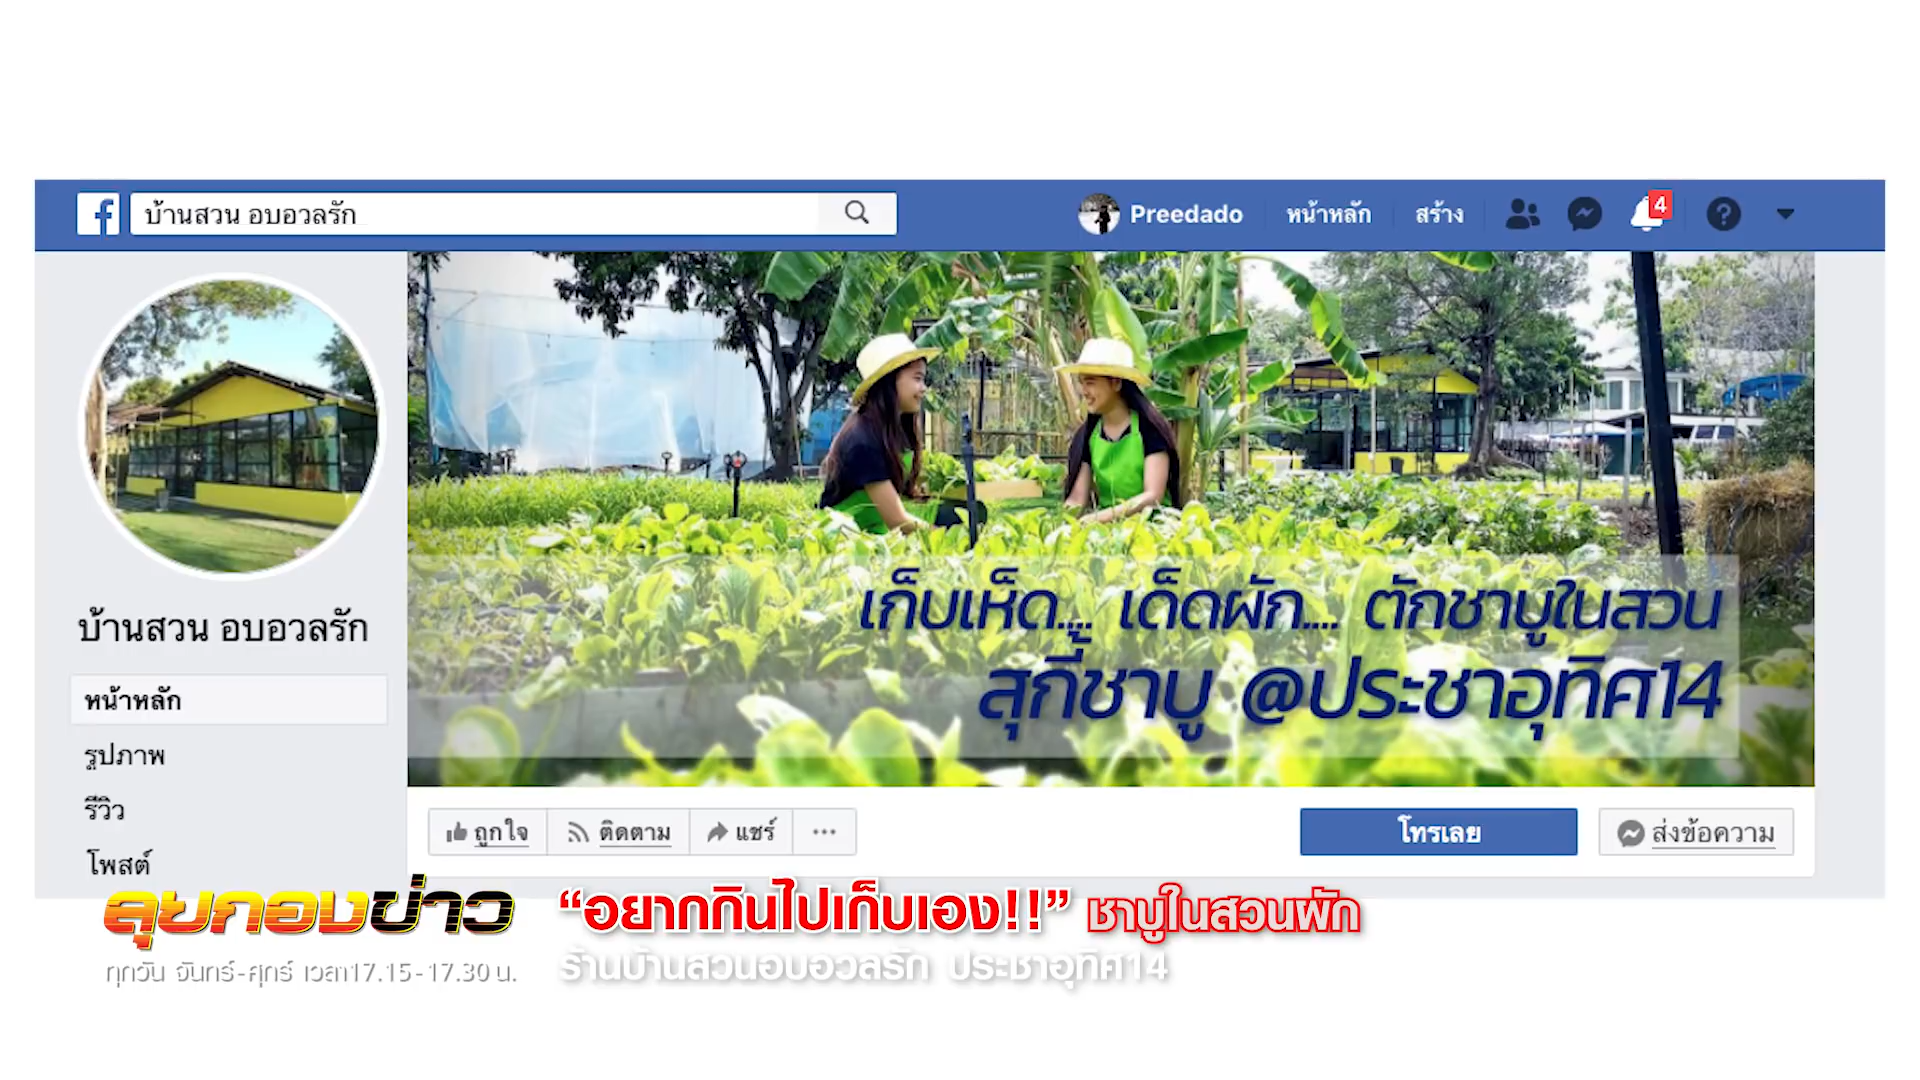 บ้านสวน อบอวลรัก
Preedado
หน้าหลัก
สร้าง
4
เก็บเห็ด.... เด็ดผัก.... ตักชาบูในสวน
สุกี้ชาบู @ประชาอุทิศ14
บ้านสวน อบอวลรัก
หน้าหลัก
รูปภาพ
รีวิว
โพสต์
ถูกใจ
ติดตาม
แชร์
โทรเลย
ส่งข้อความ
ลุยกองข่าว
ทุกวัน จันทร์-ศุกร์ เวลา17.15-17.30 น.
“อยากกินไปเก็บเอง!!” ชาบูในสวนผัก
ร้านบ้านสวนอบอวลรัก ประชาอุทิศ14